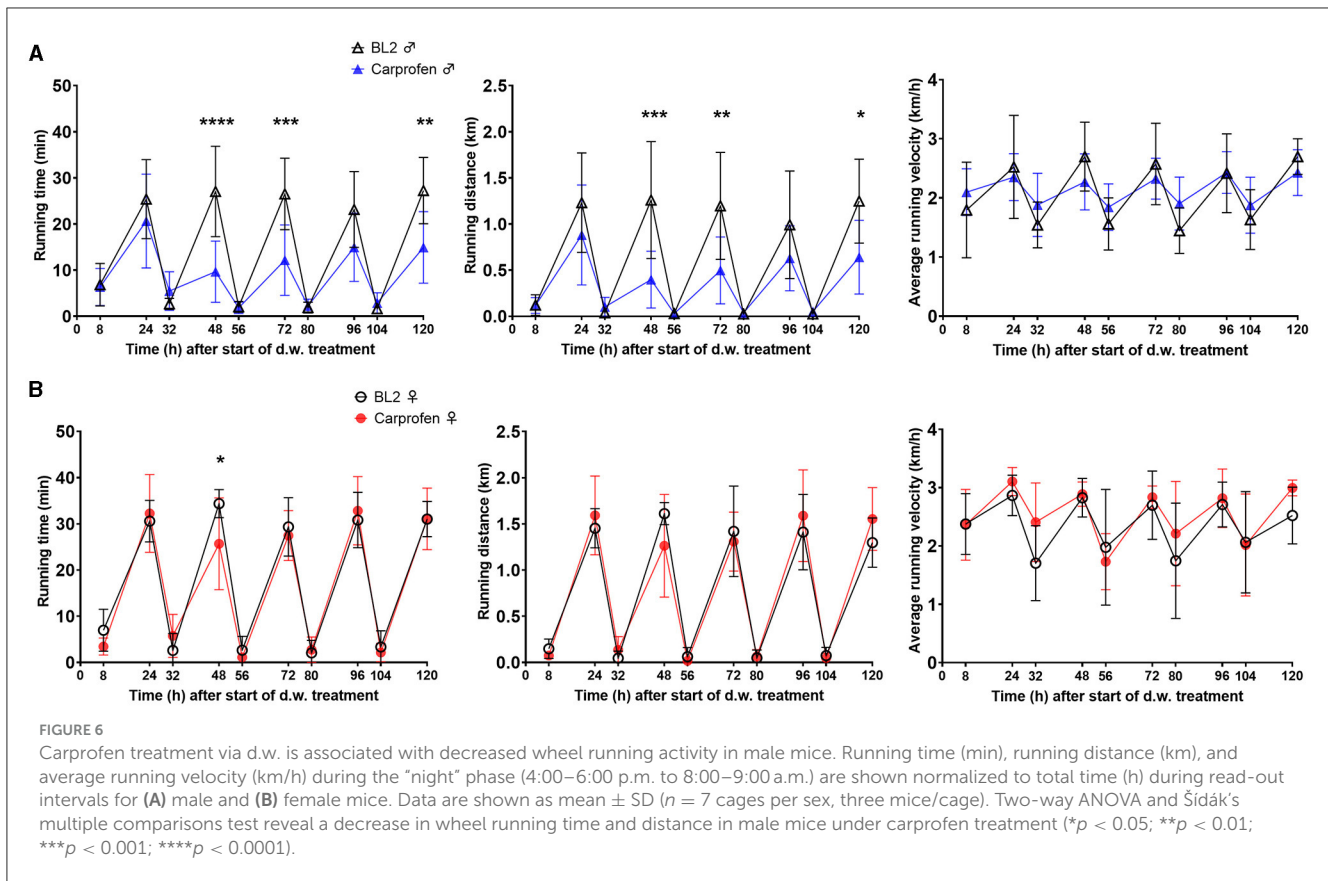 A
BL2 ♂
Carprofen ♂
50
40
30
20
10
0
Running time (min)
**** *** **
0 8 24 32 48 56 72 80 96 104 120
Time (h) after start of d.w. treatment
2.5
2.0
1.5
1.0
0.5
0.0
Running distance (km)
*** ** *
0 8 24 32 48 56 72 80 96 104 120
Time (h) after start of d.w. treatment
4
3
2
1
0
Average running velocity (km/h)
0 8 24 32 48 56 72 80 96 104 120
Time (h) after start of d.w. treatment
B
BL2 ♀
Carprofen ♀
50
40
30
20
10
0
Running time (min)
*
0 8 24 32 48 56 72 80 96 104 120
Time (h) after start of d.w. treatment
2.5
2.0
1.5
1.0
0.5
0.0
Running distance (km)
0 8 24 32 48 56 72 80 96 104 120
Time (h) after start of d.w. treatment
4
3
2
1
0
Average running velocity (km/h)
0 8 24 32 48 56 72 80 96 104 120
Time (h) after start of d.w. treatment
FIGURE 6
Carprofen treatment via d.w. is associated with decreased wheel running activity in male mice. Running time (min), running distance (km), and
average running velocity (km/h) during the “night” phase (4:00–6:00 p.m. to 8:00–9:00 a.m.) are shown normalized to total time (h) during read-out
intervals for (A) male and (B) female mice. Data are shown as mean ± SD (n = 7 cages per sex, three mice/cage). Two-way ANOVA and Šídák’s
multiple comparisons test reveal a decrease in wheel running time and distance in male mice under carprofen treatment (*p < 0.05; **p < 0.01;
***p < 0.001; ****p < 0.0001).